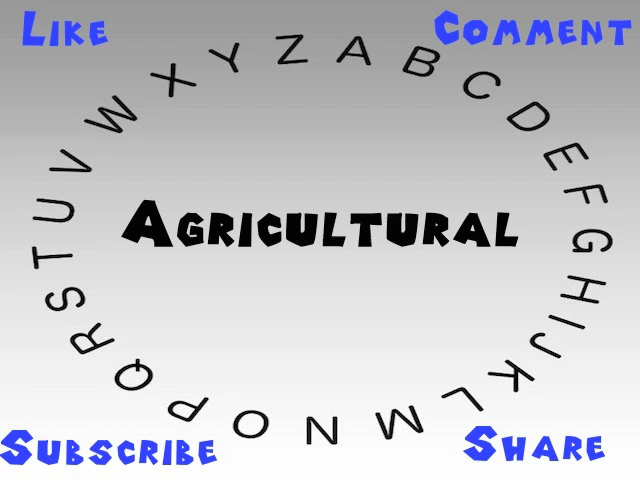 Like
Comment
A B C D E F G H I J K L M N O P Q R S T U V W X Y Z
Agricultural
Subscribe
Share